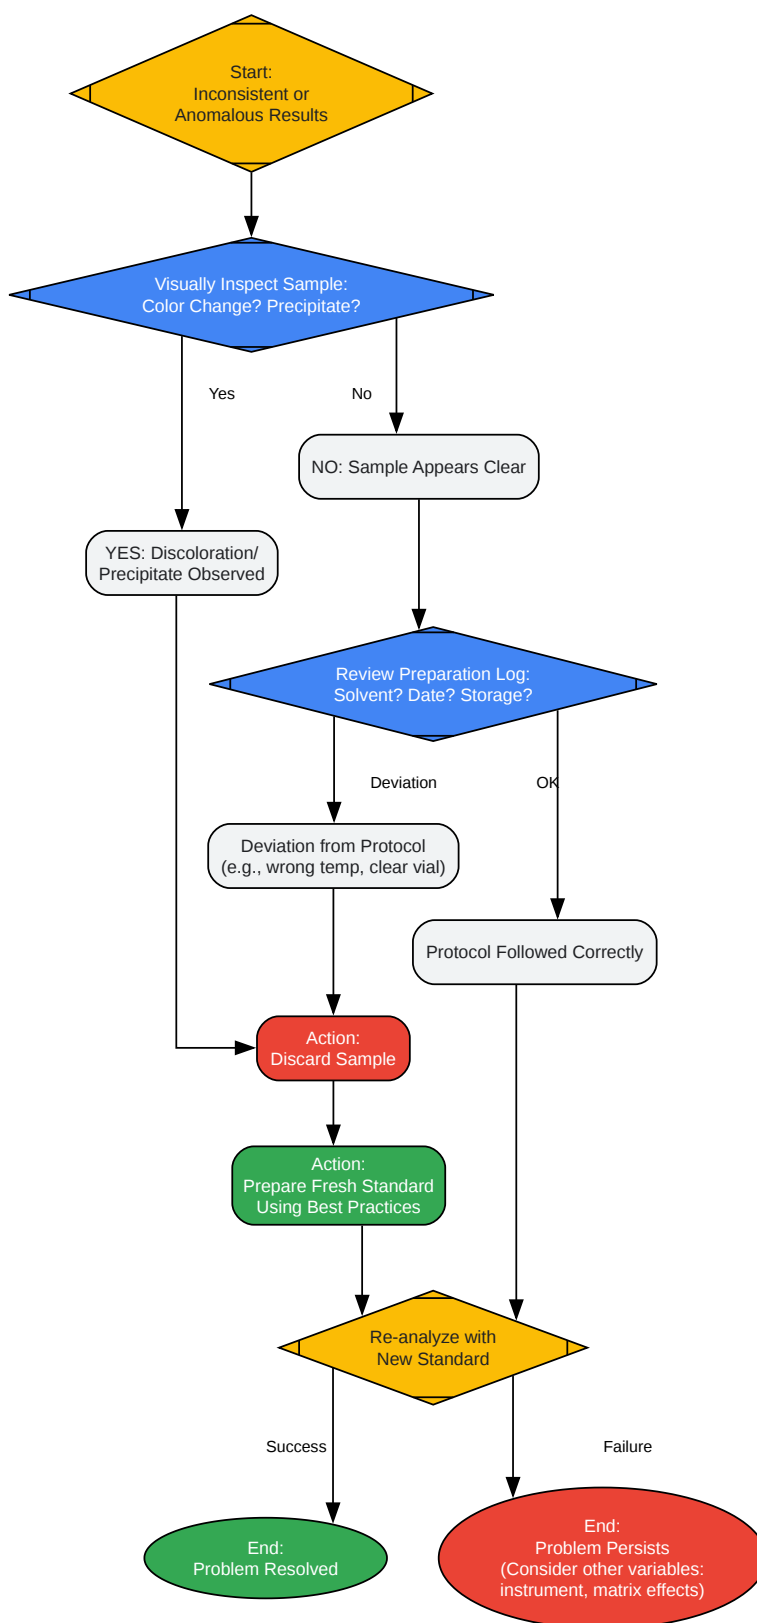 Start:
Inconsistent or
Anomalous Results
Visually Inspect Sample:
Color Change? Precipitate?
Yes
No
NO: Sample Appears Clear
YES: Discoloration/
Precipitate Observed
Review Preparation Log:
Solvent? Date? Storage?
Deviation
OK
Deviation from Protocol
(e.g., wrong temp, clear vial)
Protocol Followed Correctly
Action:
Discard Sample
Action:
Prepare Fresh Standard
Using Best Practices
Re-analyze with
New Standard
Success
Failure
End:
Problem Resolved
End:
Problem Persists
(Consider other variables:
instrument, matrix effects)